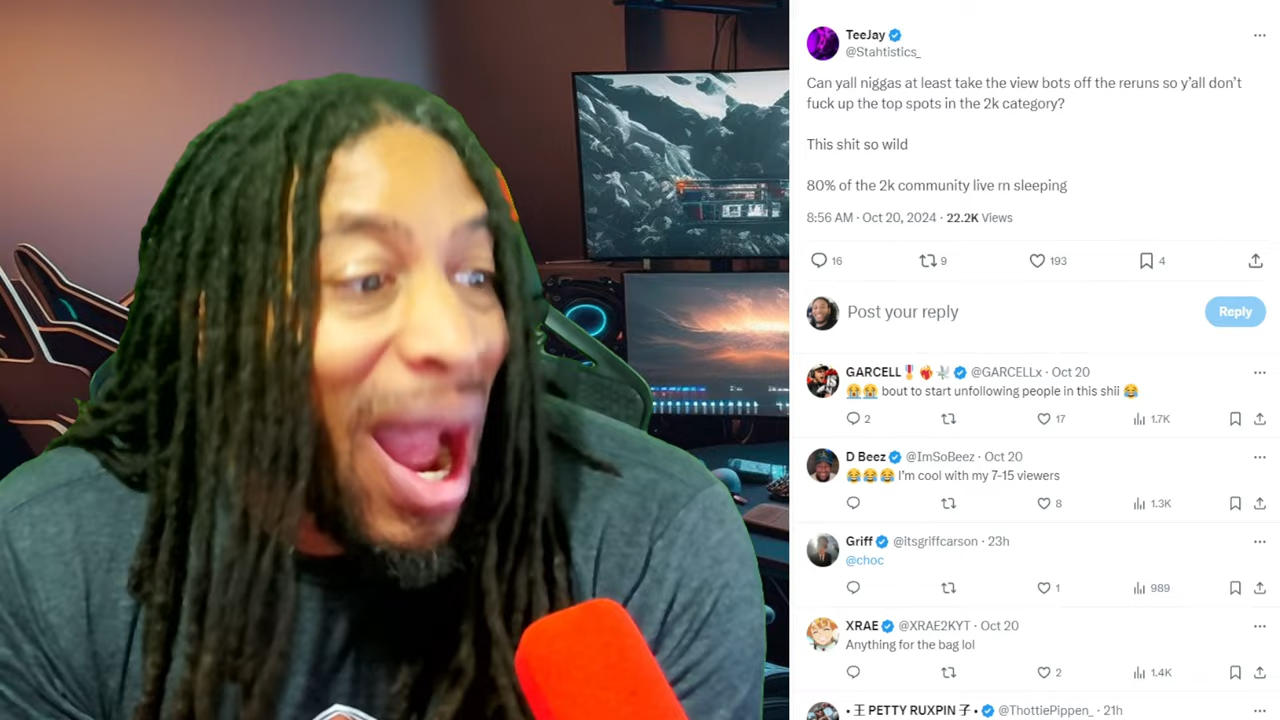 TeeJay
@Stahtistics_
Can yall niggas at least take the view bots off the reruns so y’all don’t
fuck up the top spots in the 2k category?
This shit so wild
80% of the 2k community live rn sleeping
8:56 AM · Oct 20, 2024 · 22.2K Views
16 9 193 4
Post your reply Reply
GARCELL🎖️❤️‍🔥🕊️ @GARCELLx · Oct 20
😭😭 bout to start unfollowing people in this shii 😂
2 17 1.7K
D Beez @ImSoBeez · Oct 20
😂😂😂 I’m cool with my 7-15 viewers
8 1.3K
Griff @itsgriffcarson · 23h
@choc
1 989
XRAE @XRAE2KYT · Oct 20
Anything for the bag lol
2 1.4K
• 王 PETTY RUXPIN 子 • @ThottiePippen_ · 21h